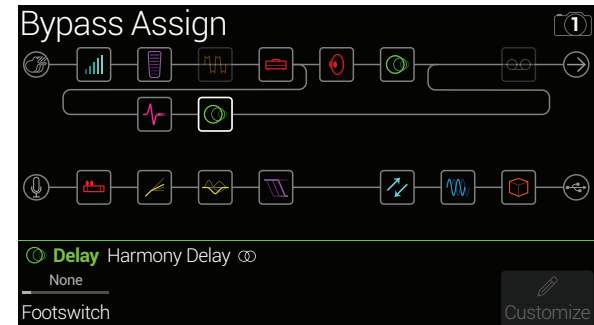 Bypass Assign
1
Delay Harmony Delay
None
Footswitch
Customize